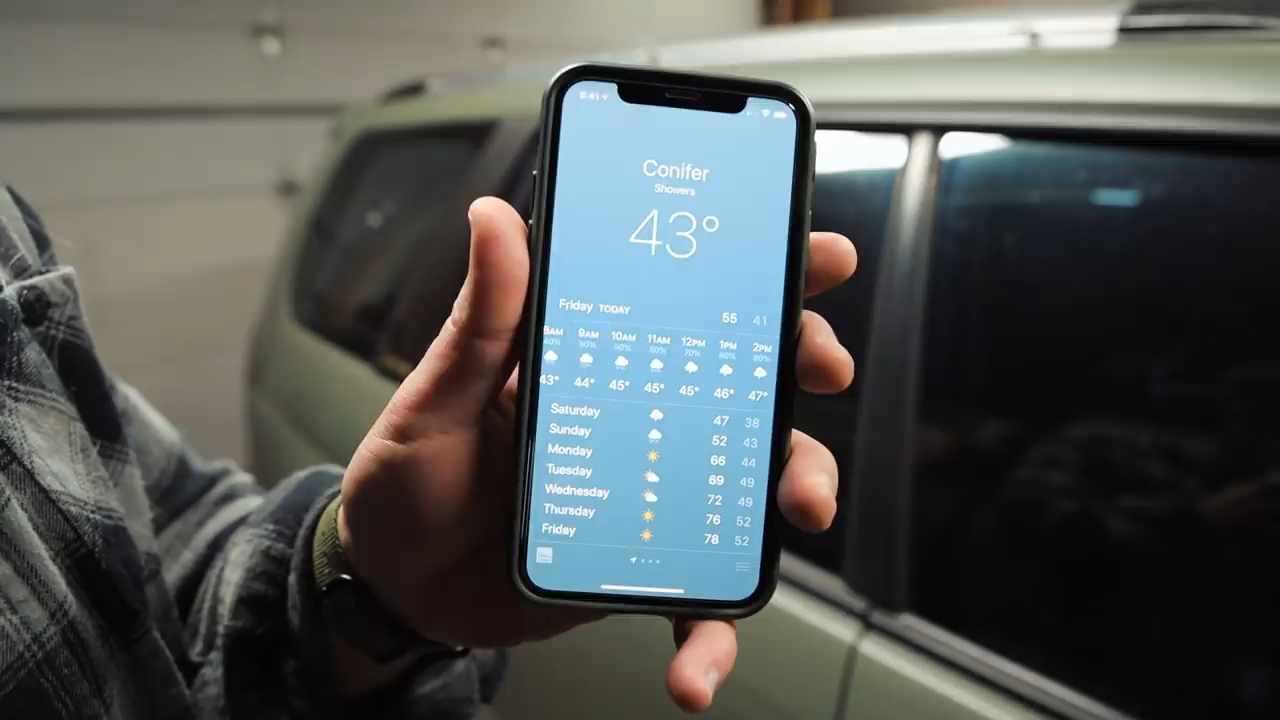 Conifer
Showers
43°
Friday TODAY 55 41
8AM 9AM 10AM 11AM 12PM 1PM 2PM
43° 44° 45° 45° 45° 46° 47°
Saturday 47 38
Sunday 52 43
Monday 66 44
Tuesday 69 49
Wednesday 72 49
Thursday 76 52
Friday 78 52